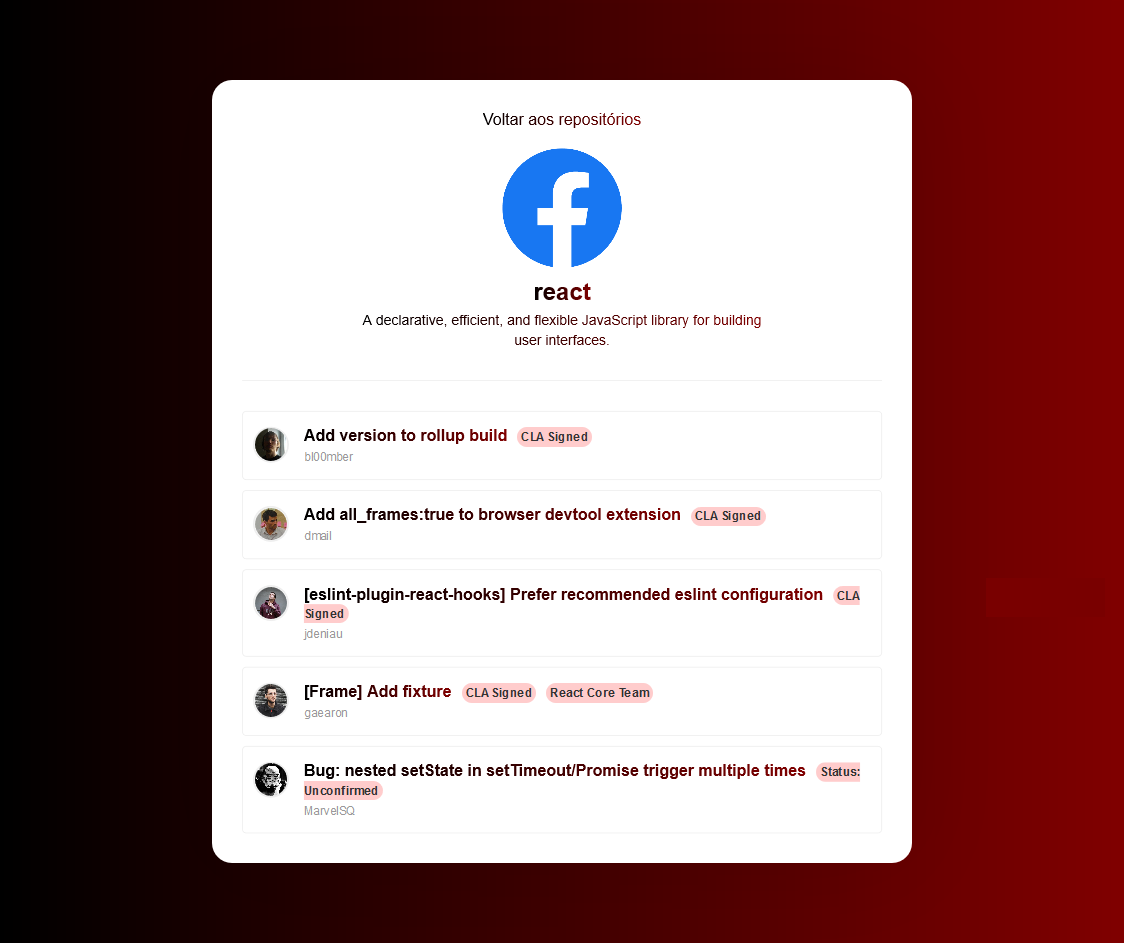 Voltar aos repositórios
react
A declarative, efficient, and flexible JavaScript library for building
user interfaces.
Add version to rollup build CLA Signed
bl00mber
Add all_frames:true to browser devtool extension CLA Signed
dmail
[eslint-plugin-react-hooks] Prefer recommended eslint configuration CLA
Signed
jdeniau
[Frame] Add fixture CLA Signed React Core Team
gaearon
Bug: nested setState in setTimeout/Promise trigger multiple times Status:
Unconfirmed
MarvelSQ